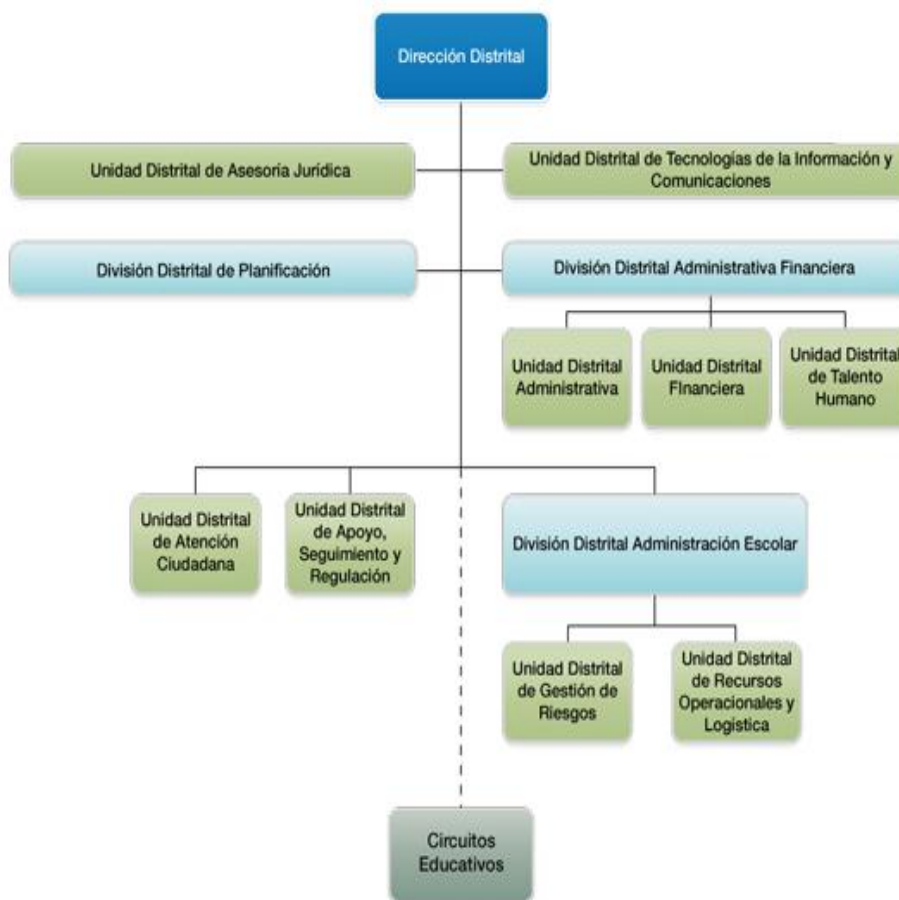 Dirección Distrital
Unidad Distrital de Asesoría Jurídica
Unidad Distrital de Tecnologías de la Información y
Comunicaciones
División Distrital de Planificación
División Distrital Administrativa Financiera
Unidad Distrital
Administrativa
Unidad Distrital
FInanciera
Unidad Distrital
de Talento
Humano
Unidad Distrital
de Atención
Ciudadana
Unidad Distrital
de Apoyo,
Seguimiento y
Regulación
División Distrital Administración Escolar
Unidad Distrital
de Gestión de
Riesgos
Unidad Distrital
de Recursos
Operacionales y
Logística
Circuitos
Educativos